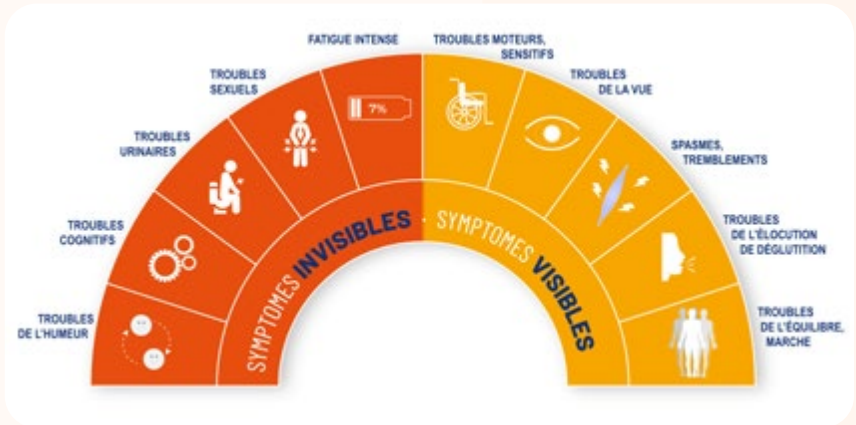 FATIGUE INTENSE
TROUBLES MOTEURS,
SENSITIFS
TROUBLES
SEXUELS
TROUBLES
DE LA VUE
TROUBLES
URINAIRES
SPASMES,
TREMBLEMENTS
TROUBLES
COGNITIFS
TROUBLES
DE L'ÉLOCUTION
DE DÉGLUTITION
TROUBLES
DE L'HUMEUR
TROUBLES
DE L'ÉQUILIBRE,
MARCHE
7%
SYMPTOMES INVISIBLES
SYMPTOMES VISIBLES